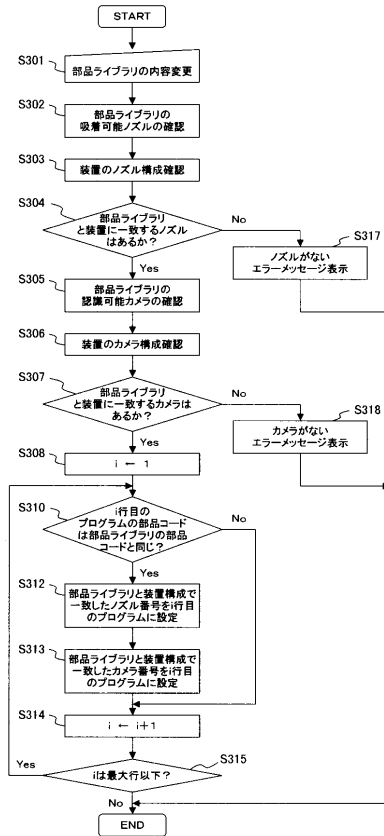 START
S301
部品ライブラリの内容変更
S302
部品ライブラリの
吸着可能ノズルの確認
S303
装置のノズル構成確認
S304
部品ライブラリ
と装置に一致するノズル
はあるか？
No
S317
ノズルがない
エラーメッセージ表示
Yes
S305
部品ライブラリの
認識可能カメラの確認
S306
装置のカメラ構成確認
S307
部品ライブラリ
と装置に一致するカメラは
あるか？
No
S318
カメラがない
エラーメッセージ表示
Yes
S308
i ← 1
S310
i行目の
プログラムの部品コード
は部品ライブラリの部品
コードと同じ？
No
Yes
S312
部品ライブラリと装置構成で
一致したノズル番号をi行目
のプログラムに設定
S313
部品ライブラリと装置構成で
一致したカメラ番号をi行目
のプログラムに設定
S314
i ← i+1
Yes
S315
iは最大行以下？
No
END